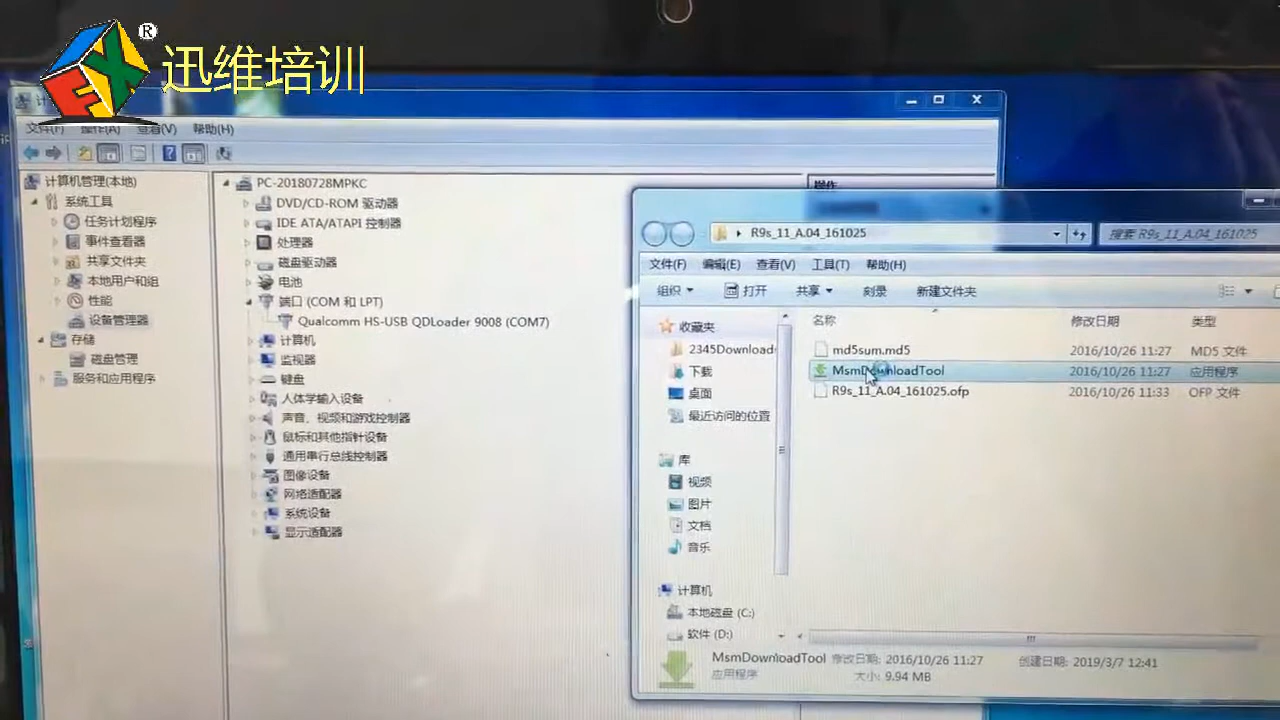 ®
迅维培训
文件(F) 操作(A) 查看(V) 帮助(H)
计算机管理(本地)
系统工具
任务计划程序
事件查看器
共享文件夹
本地用户和组
性能
设备管理器
存储
磁盘管理
服务和应用程序
PC-20180728MPKC
DVD/CD-ROM 驱动器
IDE ATA/ATAPI 控制器
处理器
磁盘驱动器
电池
端口 (COM 和 LPT)
Qualcomm HS-USB QDLoader 9008 (COM7)
计算机
监视器
键盘
人体学输入设备
声音、视频和游戏控制器
鼠标和其他指针设备
通用串行总线控制器
图像设备
网络适配器
系统设备
显示适配器
操作
R9s_11_A.04_161025
搜索 R9s_11_A.04_161025
文件(F) 编辑(E) 查看(V) 工具(T) 帮助(H)
组织 打开 共享 刻录 新建文件夹
收藏夹
2345Download
下载
桌面
最近访问的位置
库
视频
图片
文档
音乐
计算机
本地磁盘 (C:)
软件 (D:)
名称 修改日期 类型
md5sum.md5 2016/10/26 11:27 MD5 文件
MsmDownloadTool 2016/10/26 11:27 应用程序
R9s_11_A.04_161025.ofp 2016/10/26 11:33 OFP 文件
MsmDownloadTool 修改日期: 2016/10/26 11:27 创建日期: 2019/3/7 12:41
应用程序 大小: 9.94 MB